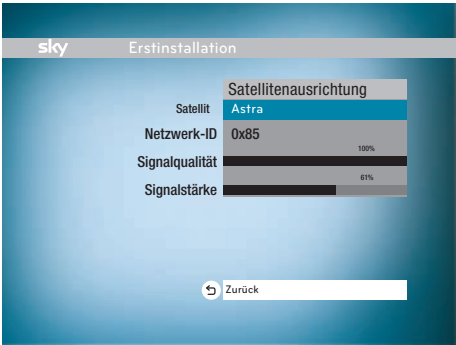 sky Erstinstallation
Satellitenausrichtung
Satellit Astra
Netzwerk-ID 0x85
100%
Signalqualität
61%
Signalstärke
Zurück